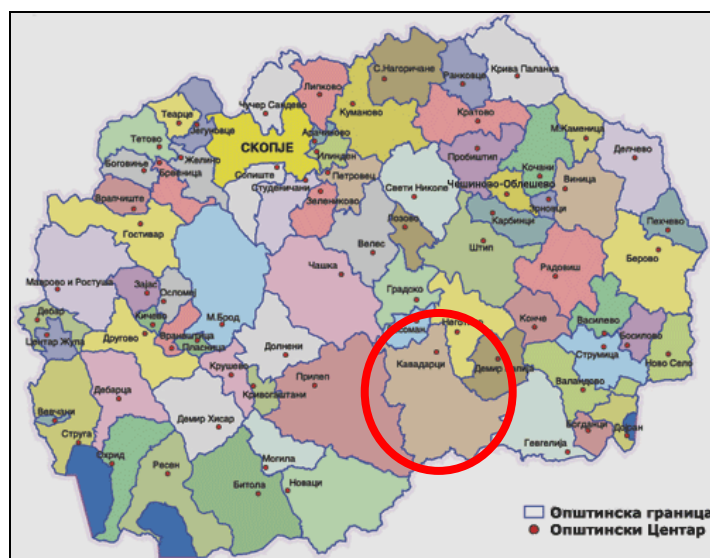 С.Нагоричане
Ранковце
Крива Паланка
Липково
Чучер Сандево
Куманово
Кратово
Теарце
Јегуновце
Арачиново
М.Каменица
Тетово
СКОПЈЕ
Илинден
Пробиштип
Делчево
Желино
Боговиње
Брвеница
Сопиште
Петровец
Кочани
Студеничани
Свети Николе
Чешиново-Облешево
Виница
Врапчиште
Зелениково
Зрновци
Лозово
Карбинци
Пехчево
Гостивар
Велес
Штип
Берово
Чашка
Радовиш
Маврово и Ростуша
Зајас
Осломеј
Градско
Дебар
М.Брод
Кичево
Конче
Василево
Центар Жупа
Другово
Вранештица
Росоман
Пласница
Долнени
Струмица
Босилово
Кавадарци
Ново Село
Крушево
Демир
Дебарца
Прилеп
Валандово
Кривогаштани
Вевчани
Демир Хисар
Богданци
Дојран
Струга
Гевгелија
Охрид
Ресен
Могила
Битола
Новаци
Општинска граница
Општински Центар